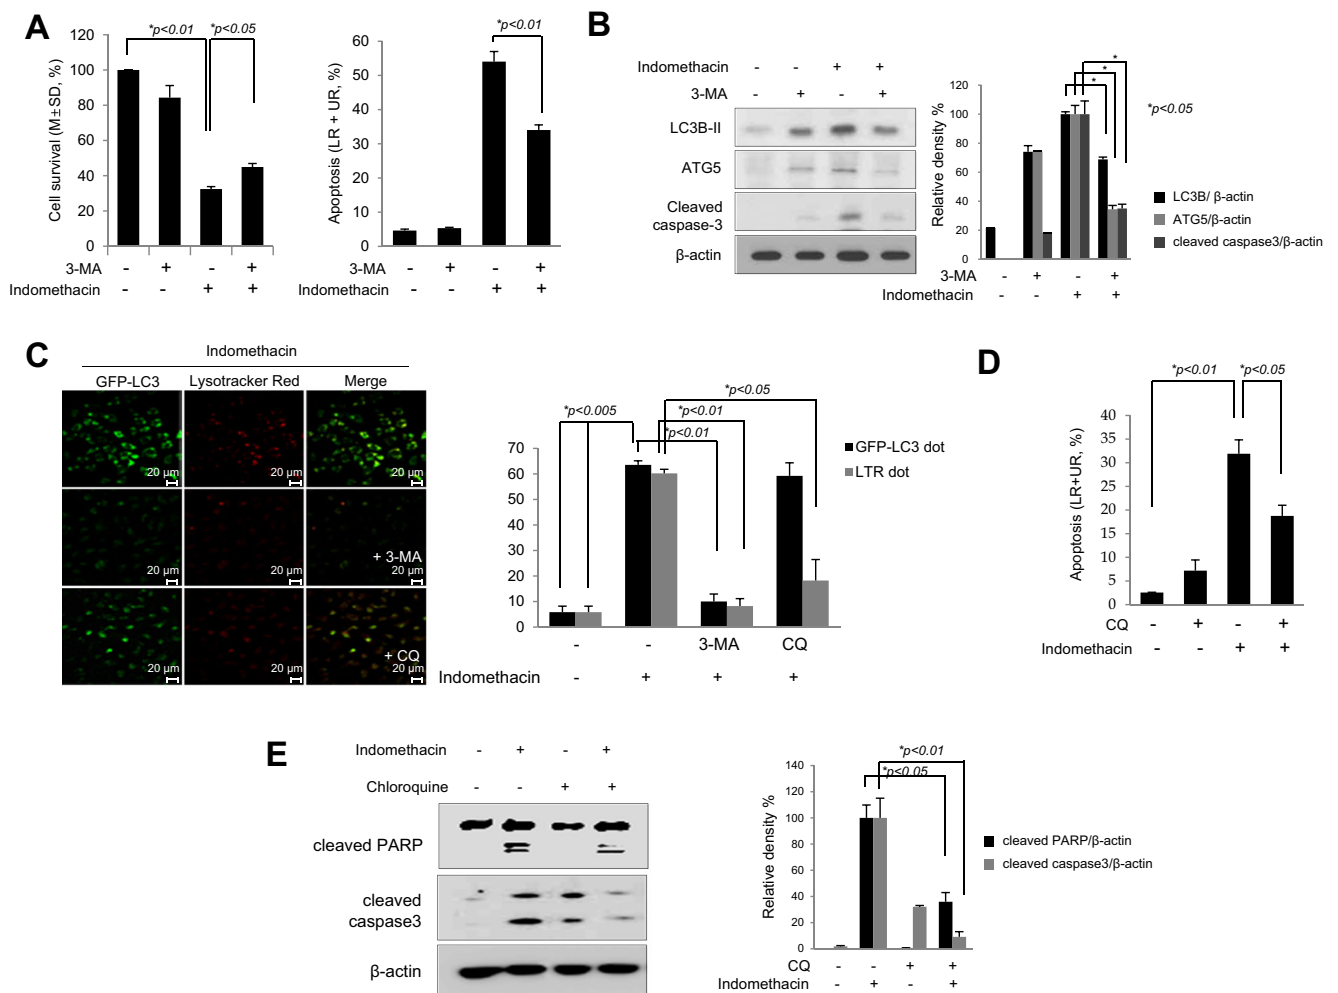 A
*p<0.01
*p<0.05
Cell survival (M±SD, %)
120
100
80
60
40
20
0
3-MA - + - +
Indomethacin - - + +
*p<0.01
Apoptosis (LR + UR, %)
60
50
40
30
20
10
0
3-MA - + - +
Indomethacin - - + +
B
Indomethacin - - + +
3-MA - + - +
LC3B-II
ATG5
Cleaved
caspase-3
β-actin
*
*
*
*p<0.05
Relative density %
120
100
80
60
40
20
0
LC3B/ β-actin
ATG5/β-actin
cleaved caspase3/β-actin
3-MA - + - +
Indomethacin - - + +
C
Indomethacin
GFP-LC3 Lysotracker Red Merge
20 µm 20 µm 20 µm
+ 3-MA
20 µm 20 µm 20 µm
+ CQ
20 µm 20 µm 20 µm
*p<0.05
*p<0.005
*p<0.01
*p<0.01
70
60
50
40
30
20
10
0
GFP-LC3 dot
LTR dot
- - 3-MA CQ
Indomethacin - + + +
D
*p<0.01
*p<0.05
Apoptosis (LR+UR, %)
40
35
30
25
20
15
10
5
0
CQ - + - +
Indomethacin - - + +
E
Indomethacin - + - +
Chloroquine - - + +
cleaved PARP
cleaved
caspase3
β-actin
*p<0.01
*p<0.05
Relative density %
140
120
100
80
60
40
20
0
cleaved PARP/β-actin
cleaved caspase3/β-actin
CQ - - + +
Indomethacin - + - +